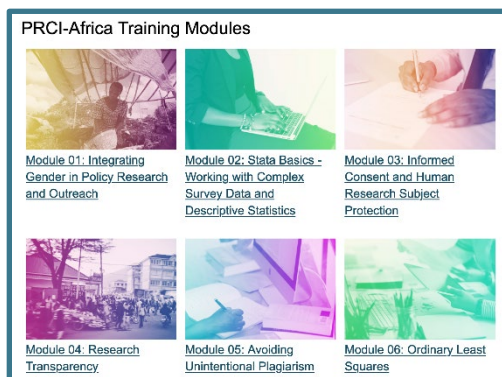 PRCI-Africa Training Modules
Module 01: Integrating
Gender in Policy Research
and Outreach
Module 02: Stata Basics -
Working with Complex
Survey Data and
Descriptive Statistics
Module 03: Informed
Consent and Human
Research Subject
Protection
Module 04: Research
Transparency
Module 05: Avoiding
Unintentional Plagiarism
Module 06: Ordinary Least
Squares